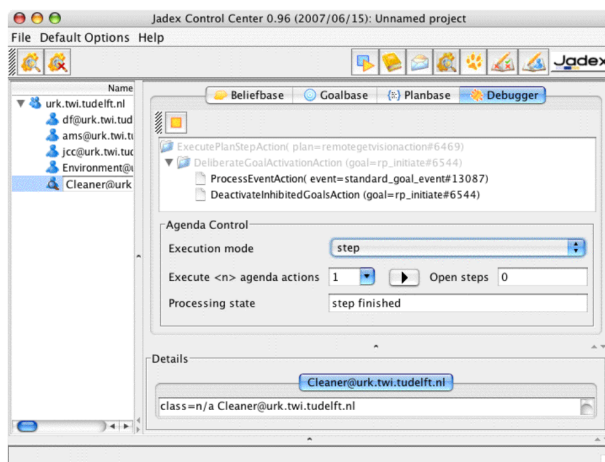 Jadex Control Center 0.96 (2007/06/15): Unnamed project
File Default Options Help
Jadex
Name
urk.twi.tudelft.nl
df@urk.twi.tud
ams@urk.twi.tu
jcc@urk.twi.tud
Environment@u
Cleaner@urk
Beliefbase
Goalbase
Planbase
Debugger
ExecutePlanStepAction( plan=remotegetvisionaction#6469)
DeliberateGoalActivationAction (goal=rp_initiate#6544)
ProcessEventAction( event=standard_goal_event#13087)
DeactivateInhibitedGoalsAction (goal=rp_initiate#6544)
Agenda Control
Execution mode step
Execute <n> agenda actions 1 Open steps 0
Processing state step finished
Details
Cleaner@urk.twi.tudelft.nl
class=n/a Cleaner@urk.twi.tudelft.nl